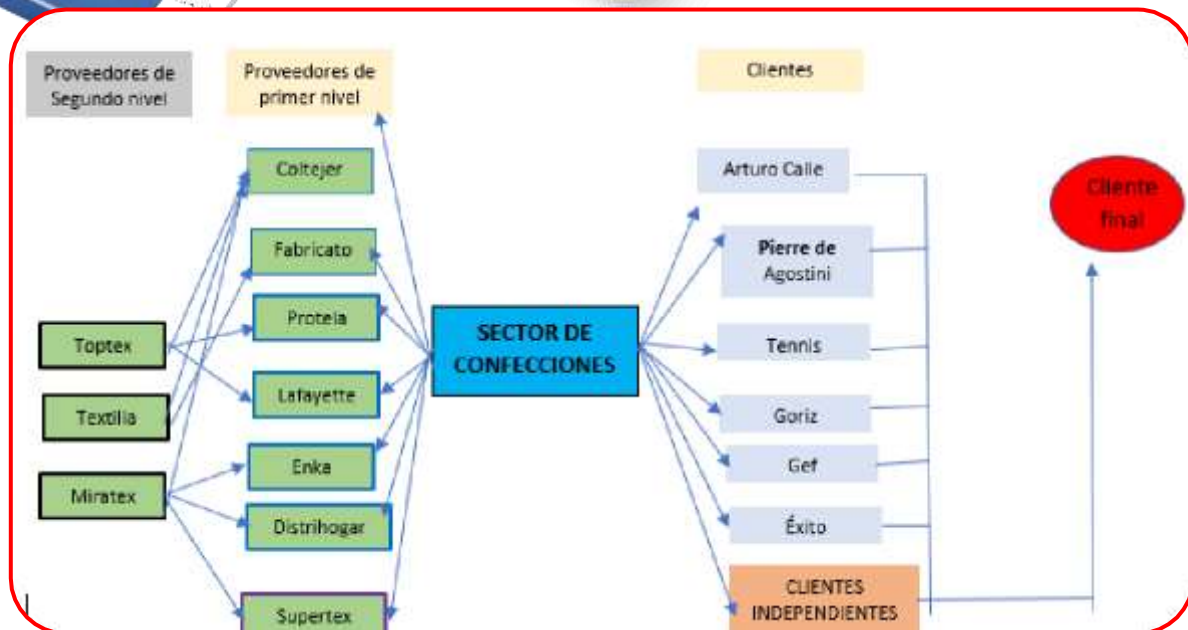 Proveedores de
Segundo nivel
Proveedores de
primer nivel
Clientes
Coltejer
Fabricato
Protela
Lafayette
Enka
Distrihogar
Supertex
Toptex
Textilia
Miratex
SECTOR DE
CONFECCIONES
Arturo Calle
Pierre de
Agostini
Tennis
Goriz
Gef
Éxito
CLIENTES
INDEPENDIENTES
Cliente
final